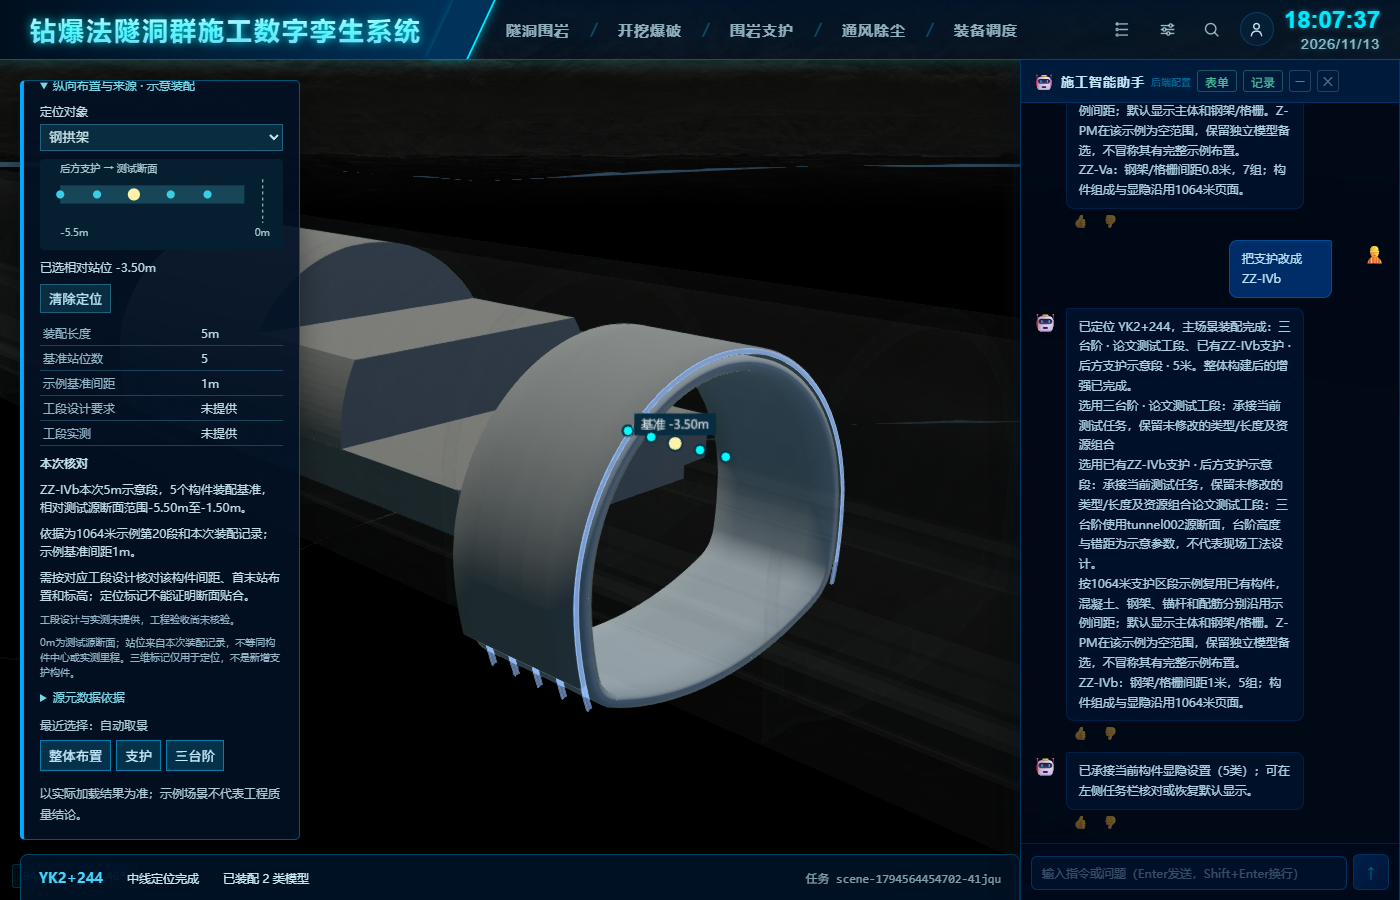 钻爆法隧洞群施工数字孪生系统
隧洞围岩 / 开挖爆破 / 围岩支护 / 通风除尘 / 装备调度
18:07:37
2026/11/13
▼ 纵向布置与来源 · 示意装配
定位对象
钢拱架
后方支护 → 测试断面
-5.5m 0m
已选相对站位 -3.50m
清除定位
装配长度 5m
基准站位数 5
示例基准间距 1m
工段设计要求 未提供
工段实测 未提供
本次核对
ZZ-IVb本次5m示意段，5个构件装配基准，
相对测试源断面范围-5.50m至-1.50m。
依据为1064米示例第20段和本次装配记录；
示例基准间距1m。
需按对应工段设计核对该构件间距、首末站布
置和标高；定位标记不能证明断面贴合。
工段设计与实测未提供，工程验收尚未核验。
0m为测试源断面；站位来自本次装配记录，不等同构
件中心或实测里程。三维标记仅用于定位，不是新增支
护构件。
▶ 源元数据依据
最近选择：自动取景
整体布置 支护 三台阶
以实际加载结果为准；示例场景不代表工程质
量结论。
基准 -3.50m
YK2+244 中线定位完成 已装配 2 类模型
任务 scene-1794564454702-41jqu
施工智能助手 后端配置 表单 记录
例间距；默认显示主体和钢架/格栅。Z-
PM在该示例为空范围，保留独立模型备
选，不冒称其有完整示例布置。
ZZ-Va：钢架/格栅间距0.8米，7组；构
件组成与显隐沿用1064米页面。
把支护改成
ZZ-IVb
已定位 YK2+244，主场景装配完成：三
台阶 · 论文测试工段、已有ZZ-IVb支护 ·
后方支护示意段 · 5米。整体构建后的增
强已完成。
选用三台阶 · 论文测试工段：承接当前
测试任务，保留未修改的类型/长度及资
源组合
选用已有ZZ-IVb支护 · 后方支护示意
段：承接当前测试任务，保留未修改的
类型/长度及资源组合论文测试工段：三
台阶使用tunnel002源断面，台阶高度
与错距为示意参数，不代表现场工法设
计。
按1064米支护区段示例复用已有构件，
混凝土、钢架、锚杆和配筋分别沿用示
例间距；默认显示主体和钢架/格栅。Z-
PM在该示例为空范围，保留独立模型备
选，不冒称其有完整示例布置。
ZZ-IVb：钢架/格栅间距1米，5组；构
件组成与显隐沿用1064米页面。
已承接当前构件显隐设置（5类）；可在
左侧任务栏核对或恢复默认显示。
输入指令或问题（Enter发送，Shift+Enter换行）